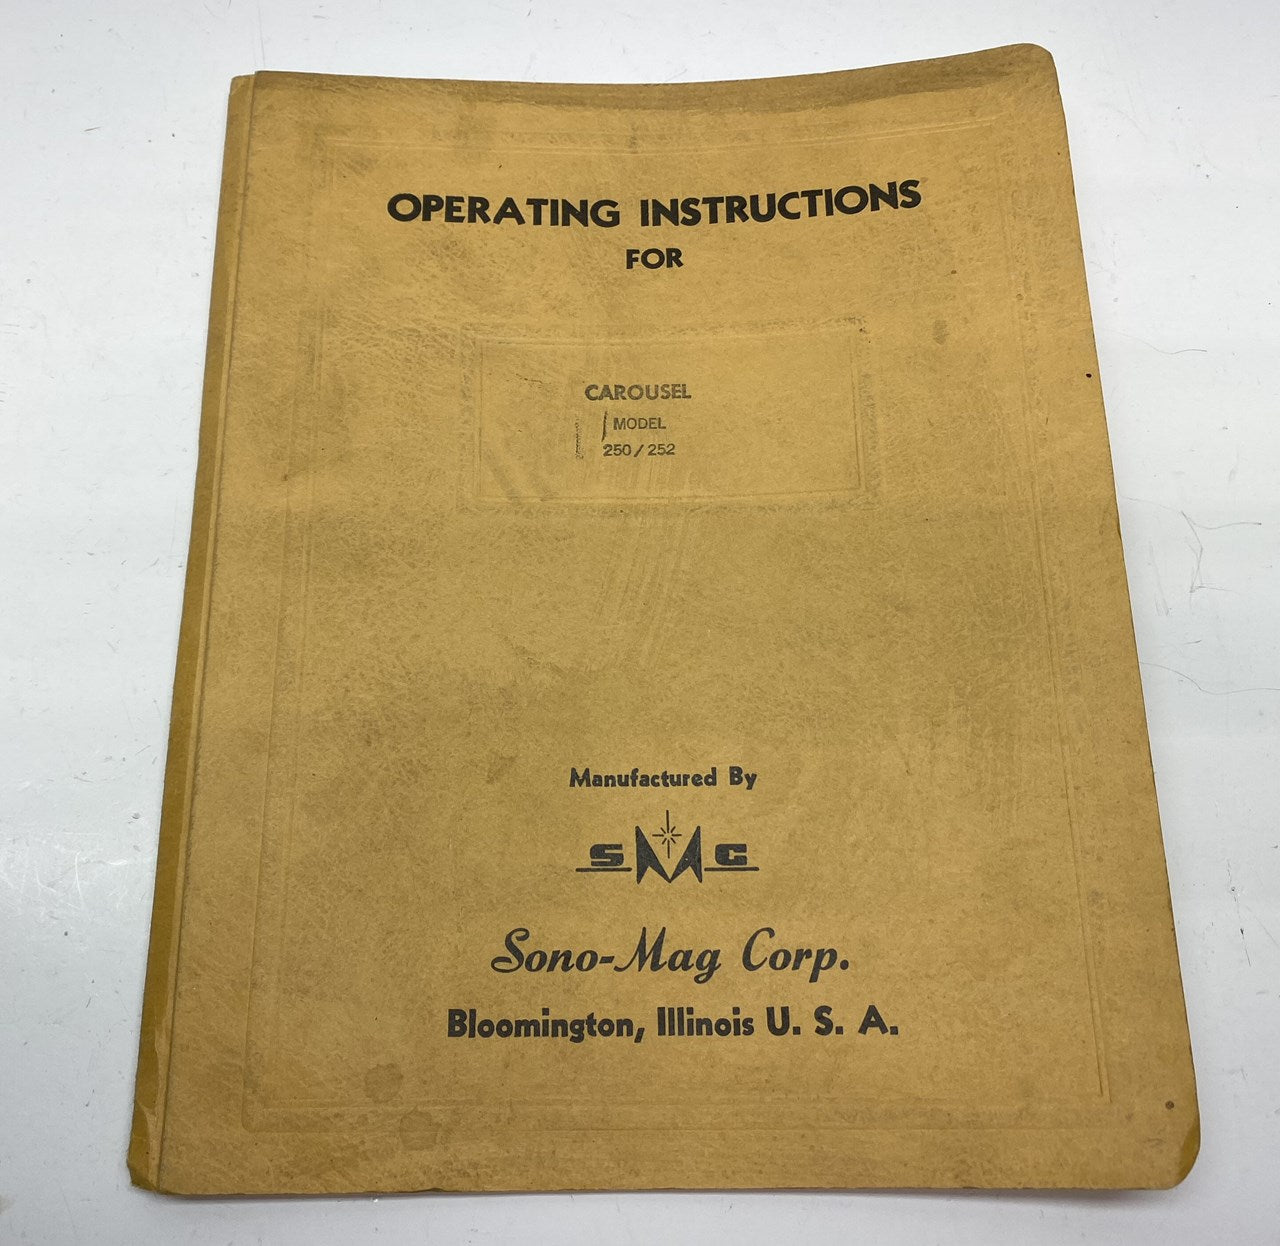 OPERATING INSTRUCTIONS
FOR
CAROUSEL
MODEL
250/252
Manufactured By
SMC
Sono-Mag Corp.
Bloomington, Illinois U. S. A.